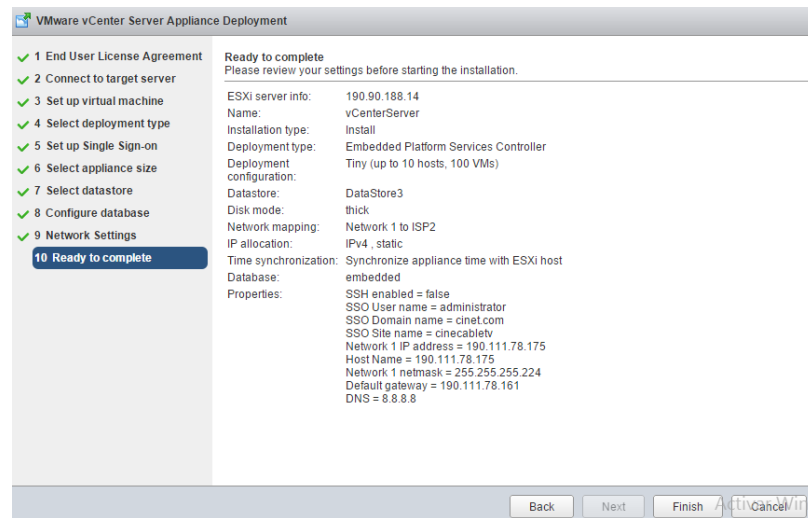 VMware vCenter Server Appliance Deployment
1 End User License Agreement
2 Connect to target server
3 Set up virtual machine
4 Select deployment type
5 Set up Single Sign-on
6 Select appliance size
7 Select datastore
8 Configure database
9 Network Settings
10 Ready to complete
Ready to complete
Please review your settings before starting the installation.
ESXi server info: 190.90.188.14
Name: vCenterServer
Installation type: Install
Deployment type: Embedded Platform Services Controller
Deployment configuration: Tiny (up to 10 hosts, 100 VMs)
Datastore: DataStore3
Disk mode: thick
Network mapping: Network 1 to ISP2
IP allocation: IPv4 , static
Time synchronization: Synchronize appliance time with ESXi host
Database: embedded
Properties: SSH enabled = false
SSO User name = administrator
SSO Domain name = cinet.com
SSO Site name = cinecabletv
Network 1 IP address = 190.111.78.175
Host Name = 190.111.78.175
Network 1 netmask = 255.255.255.224
Default gateway = 190.111.78.161
DNS = 8.8.8.8
Back Next Finish Cancel
Activar Win